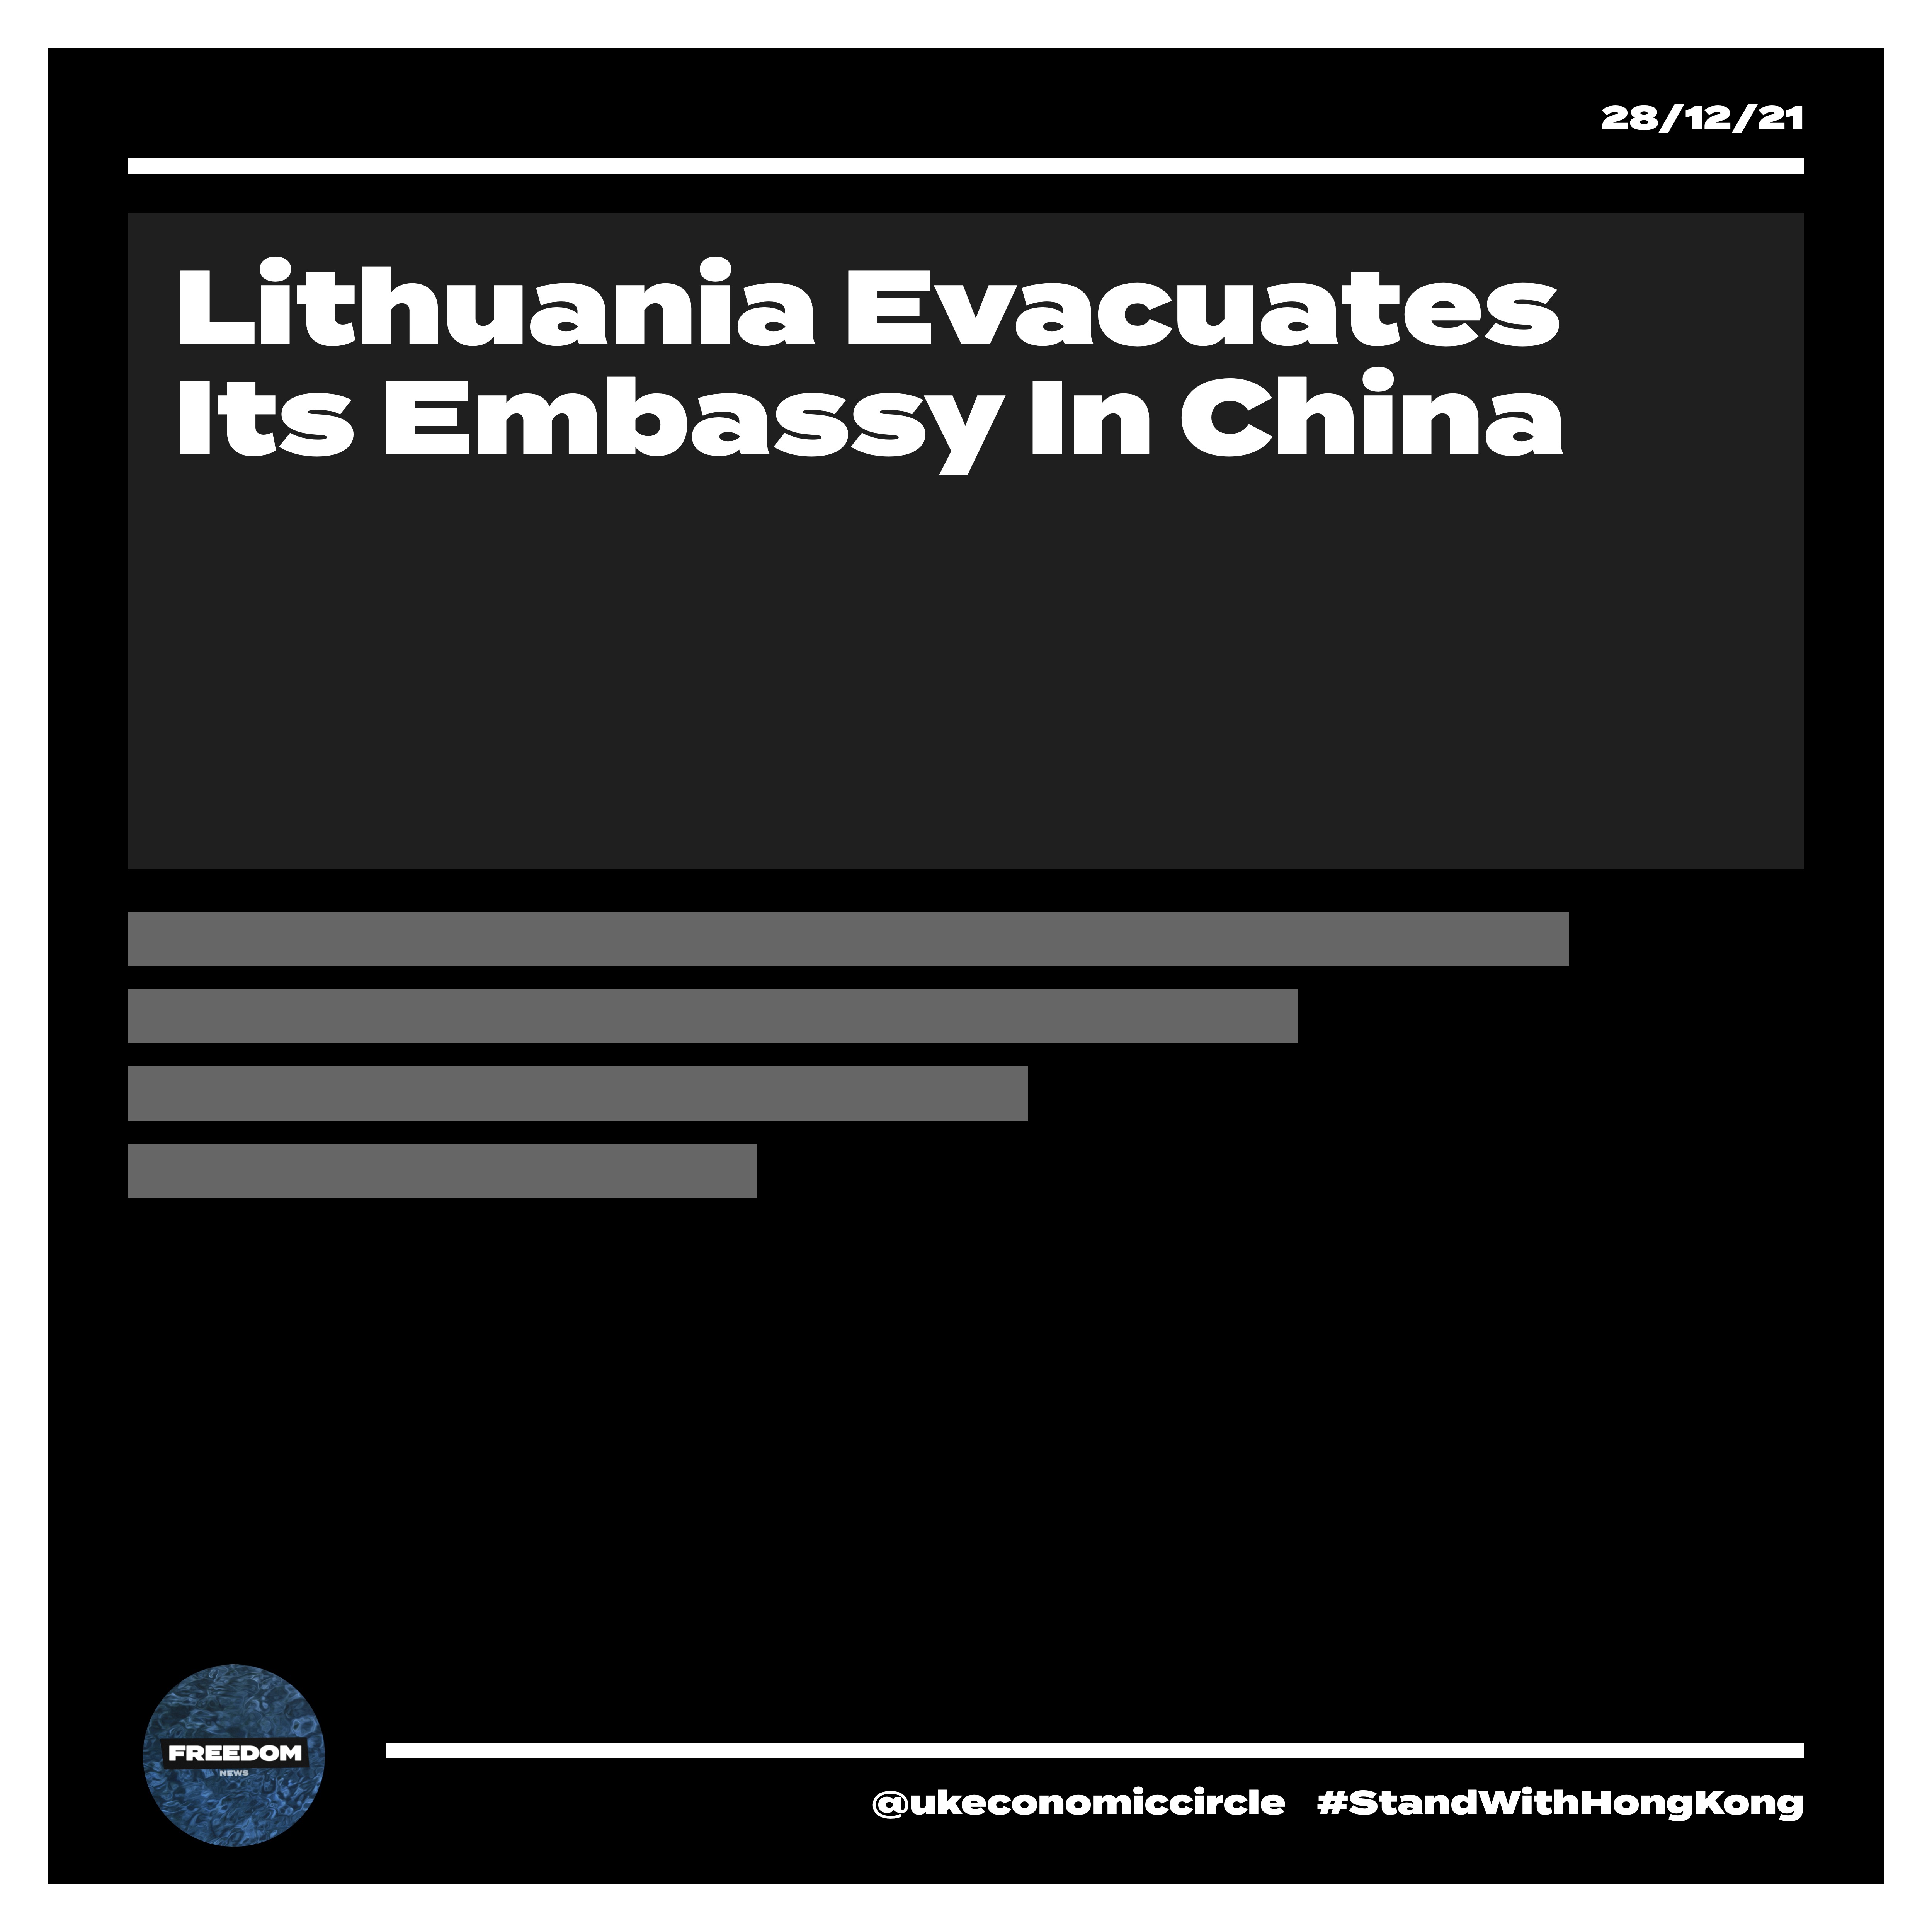 28/12/21
Lithuania Evacuates
Its Embassy In China
FREEDOM
NEWS
@ukeconomiccircle #StandWithHongKong